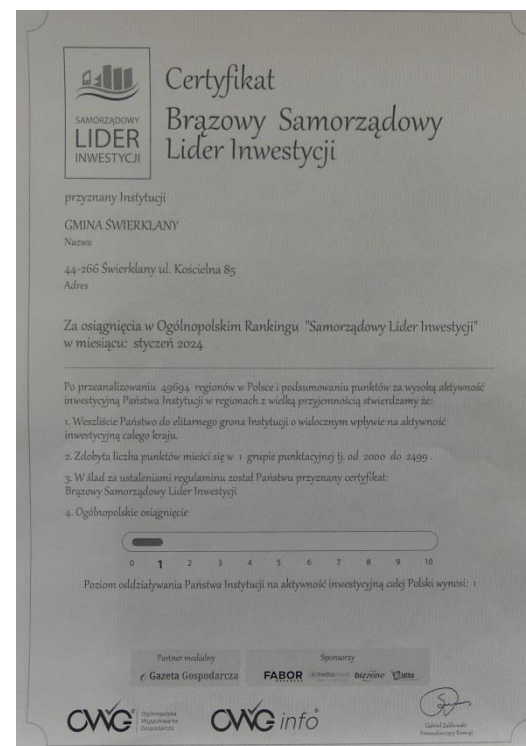 SAMORZĄDOWY
LIDER
INWESTYCJI
Certyfikat
Brązowy Samorządowy
Lider Inwestycji
przyznany Instytucji
GMINA ŚWIERKLANY
Nazwa
44-266 Świerklany ul. Kościelna 85
Adres
Za osiągnięcia w Ogólnopolskim Rankingu "Samorządowy Lider Inwestycji"
w miesiącu: styczeń 2024
Po przeanalizowaniu 49694 regionów w Polsce i podsumowaniu punktów za wysoką aktywność
inwestycyjną Państwa Instytucji w regionach z wielką przyjemnością stwierdzamy że:
1. Weszliście Państwo do elitarnego grona Instytucji o widocznym wpływie na aktywność
inwestycyjną całego kraju.
2. Zdobyta liczba punktów mieści się w 1 grupie punktacyjnej tj. od 2000 do 2499 .
3. W ślad za ustaleniami regulaminu został Państwu przyznany certyfikat:
Brązowy Samorządowy Lider Inwestycji
4. Ogólnopolskie osiągnięcie
0 1 2 3 4 5 6 7 8 9 10
Poziom oddziaływania Państwa Instytucji na aktywność inwestycyjną całej Polski wynosi: 1
Partner medialny
Sponsorzy
Gazeta Gospodarcza
FABOR
bizzone
OWG
Ogólnopolska
Wyszukiwarka
Gospodarcza
OWG info
Przewodniczący Komisji